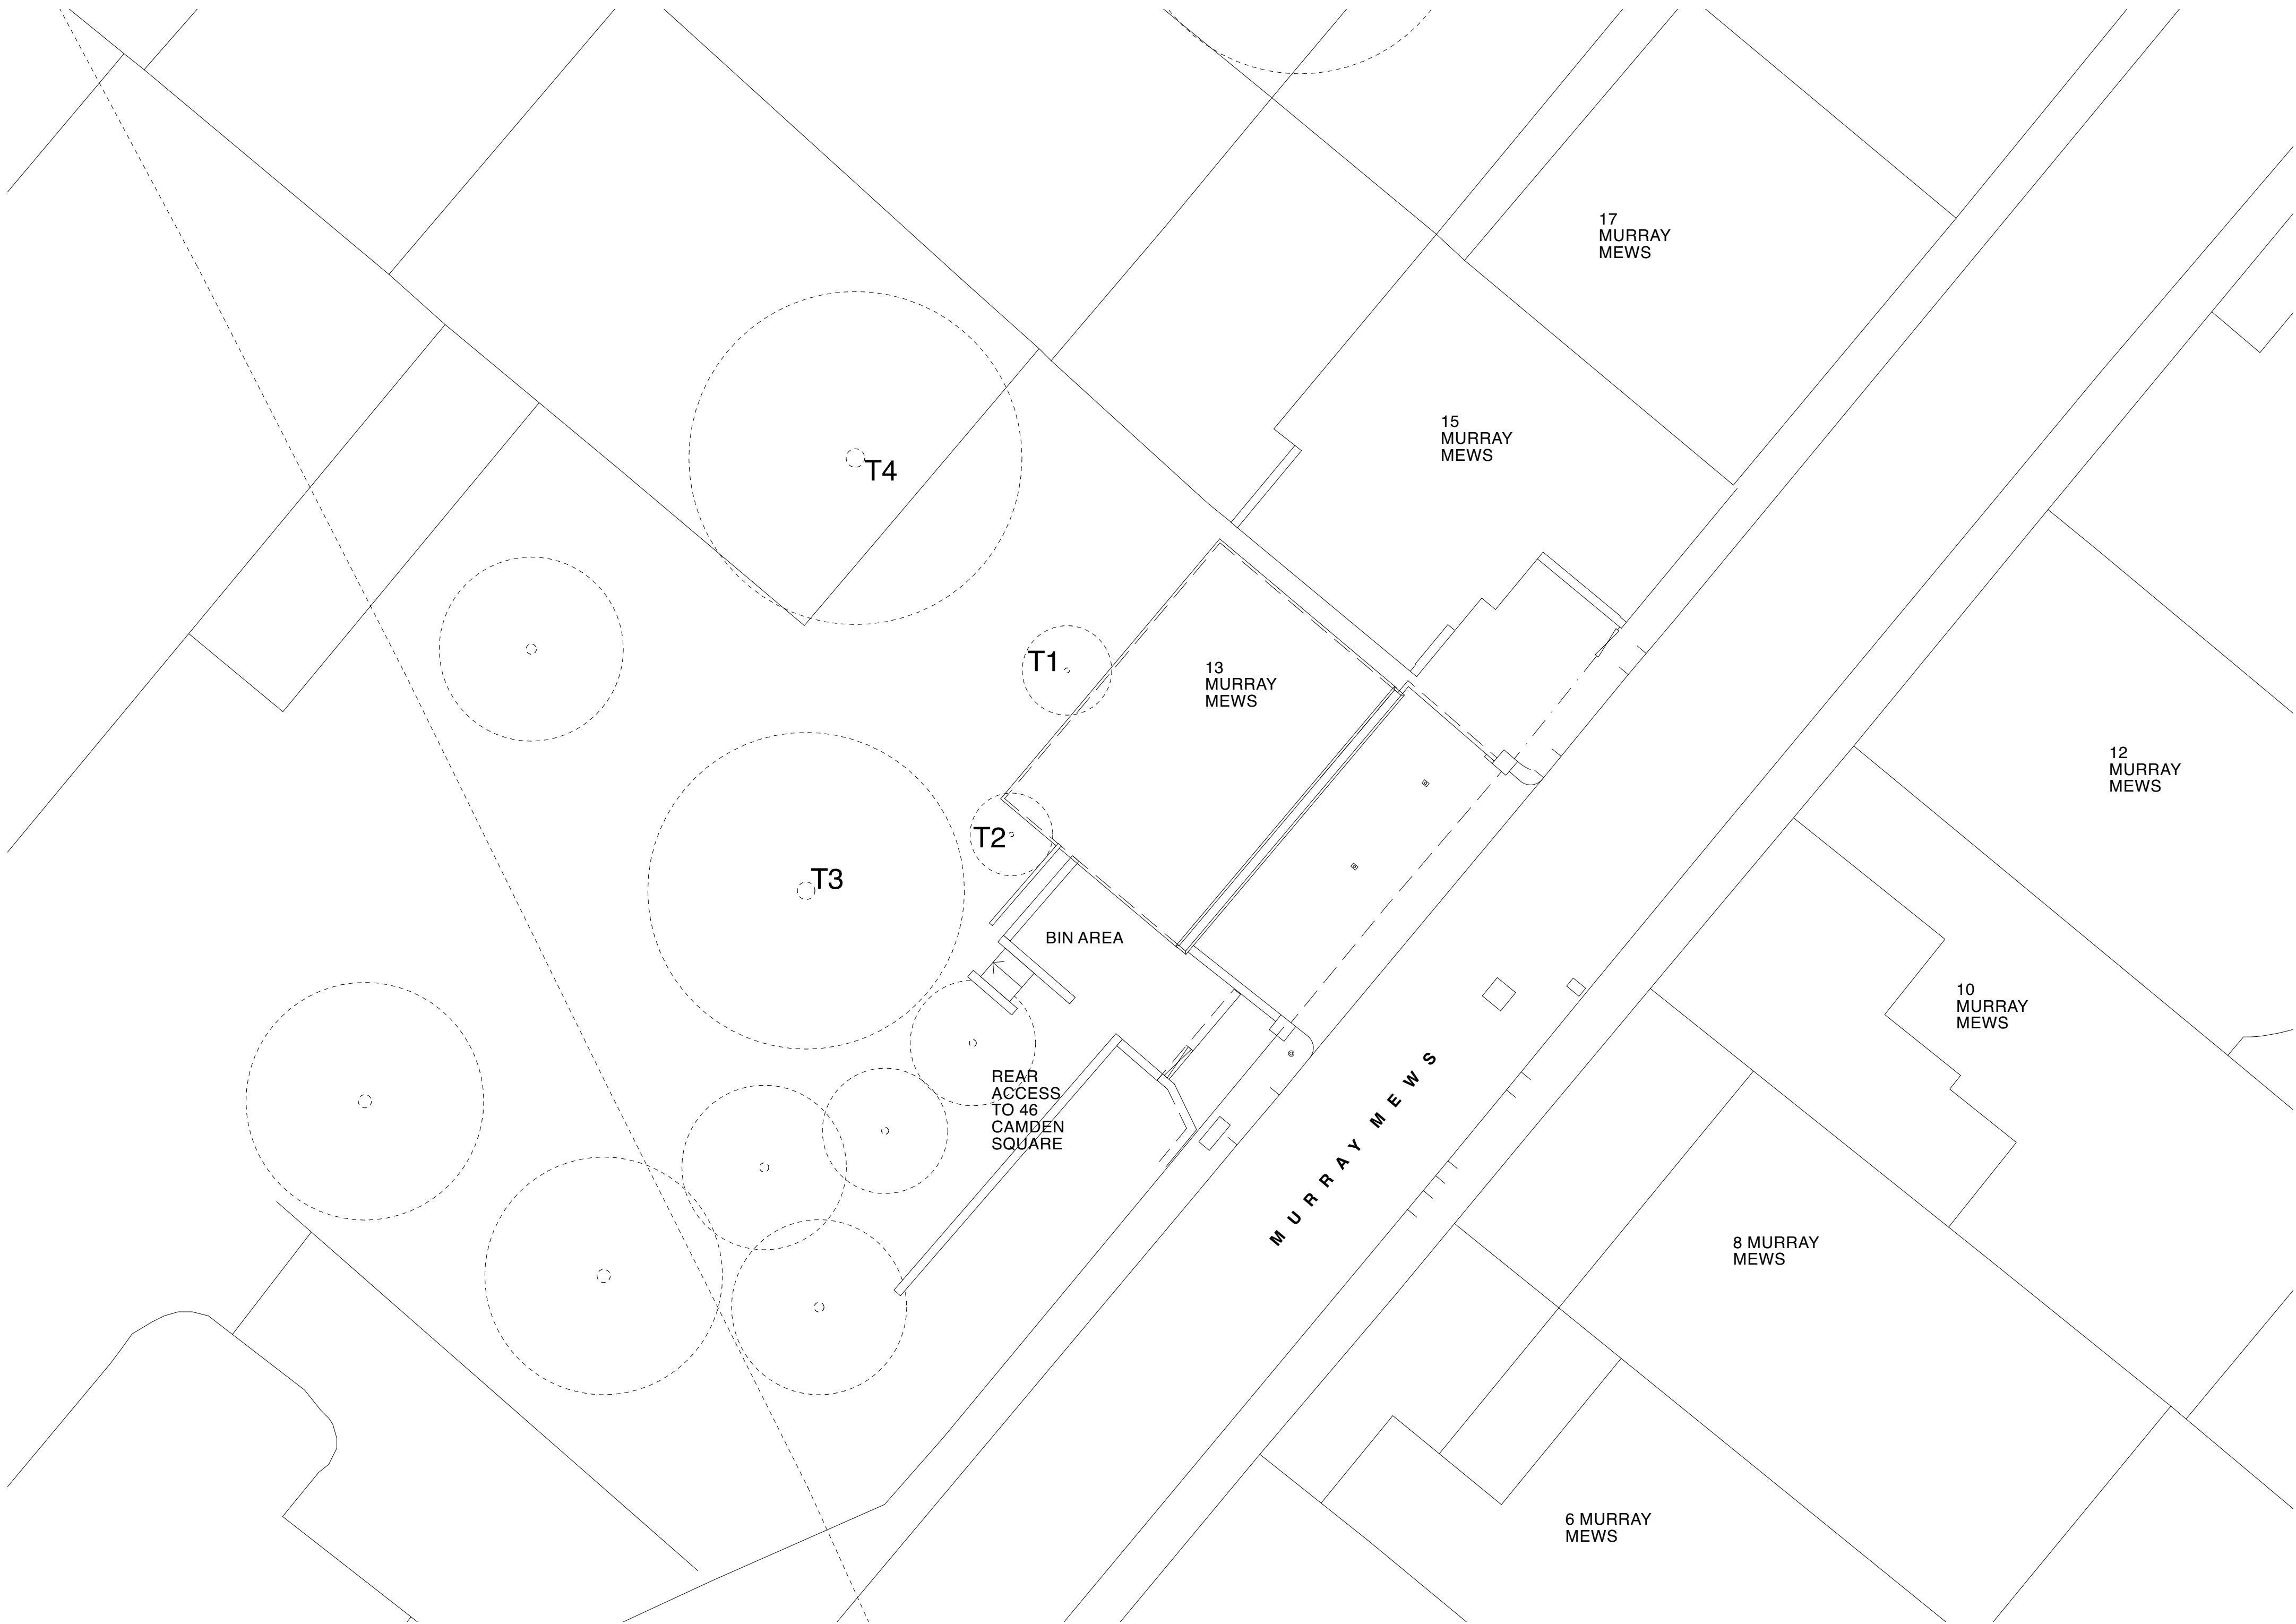 17
MURRAY
MEWS
15
MURRAY
MEWS
T4
T1
13
MURRAY
MEWS
12
MURRAY
MEWS
T2
T3
BIN AREA
10
MURRAY
MEWS
REAR
ACCESS
TO 46
CAMDEN
SQUARE
MURRAY MEWS
8 MURRAY
MEWS
6 MURRAY
MEWS